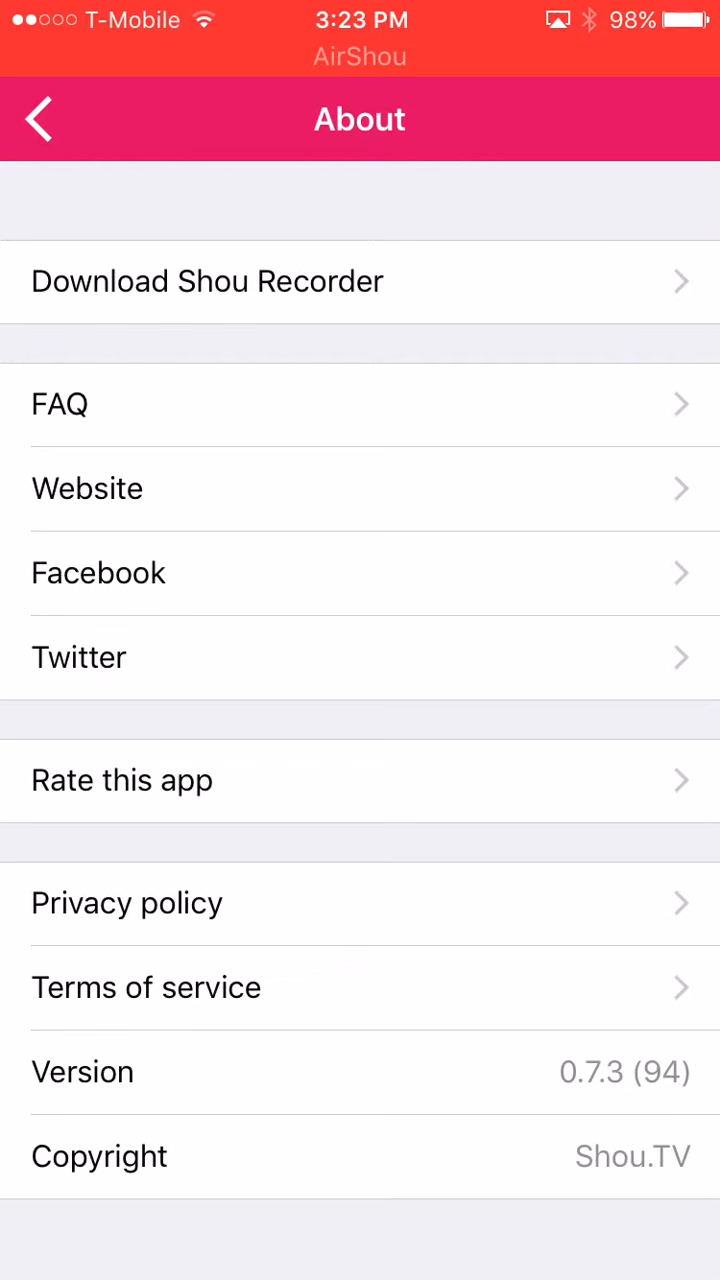 T-Mobile 3:23 PM 98%
AirShou
About
Download Shou Recorder
FAQ
Website
Facebook
Twitter
Rate this app
Privacy policy
Terms of service
Version 0.7.3 (94)
Copyright Shou.TV